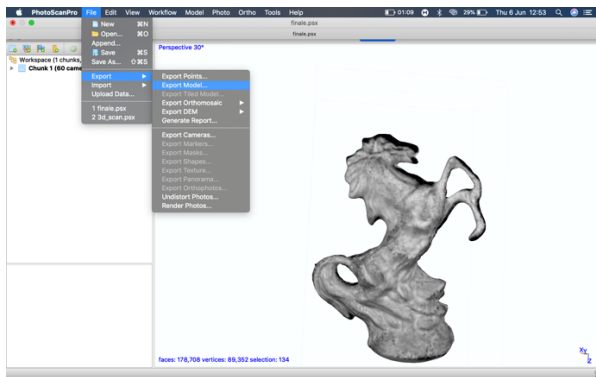 PhotoScanPro File Edit View Workflow Model Photo Ortho Tools Help 01:09 29% Thu 6 Jun 12:53
finale.psx
finale.psx
New ⌘N
Open... ⌘O
Append...
Save ⌘S
Save As... ⇧⌘S
Export
Import
Upload Data...
1 finale.psx
2 3d_scan.psx
Export Points...
Export Model...
Export Tiled Model...
Export Orthomosaic
Export DEM
Generate Report...
Export Cameras...
Export Markers...
Export Masks...
Export Shapes...
Export Texture...
Export Panorama...
Export Orthophotos...
Undistort Photos...
Render Photos...
Workspace (1 chunks,
Chunk 1 (60 came
Perspective 30°
faces: 178,708 vertices: 89,352 selection: 134
X Y
Z